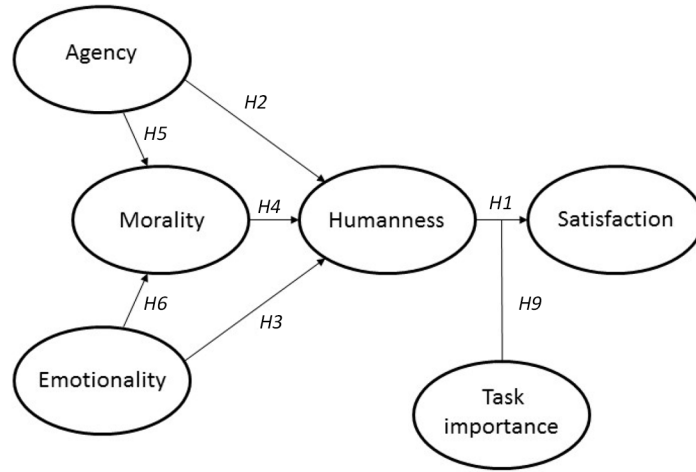 Agency
H2
H5
Morality
H4
Humanness
H1
Satisfaction
H6
H3
H9
Emotionality
Task
importance